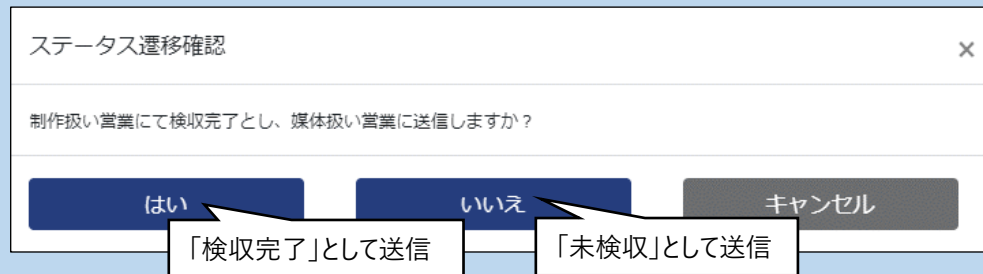 ステータス遷移確認
×
制作扱い営業にて検収完了とし、媒体扱い営業に送信しますか？
はい
いいえ
キャンセル
「検収完了」として送信
「未検収」として送信